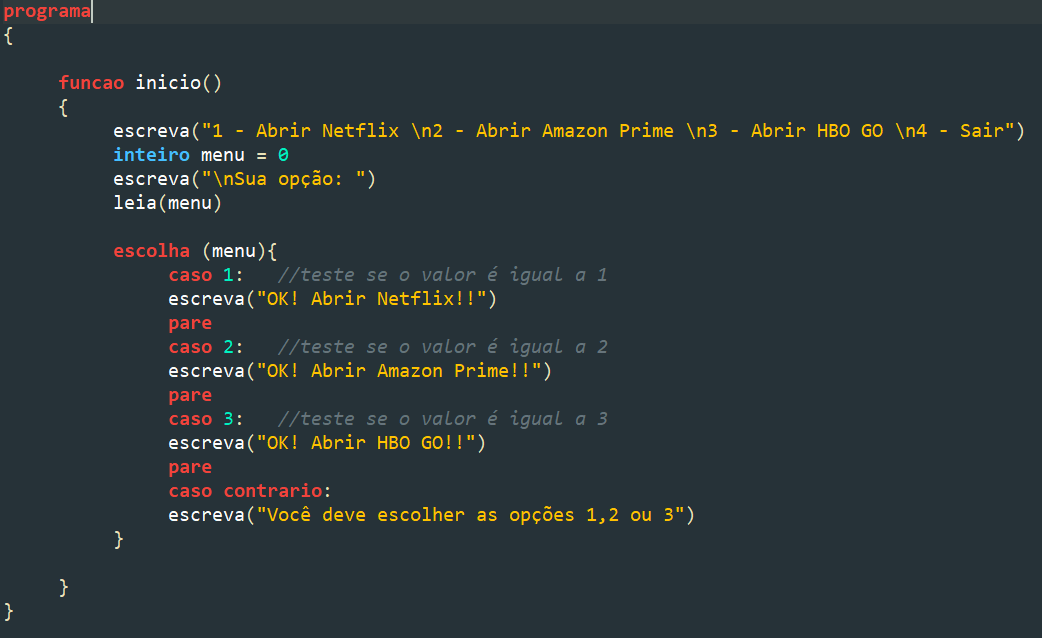 programa
{
funcao inicio()
{
escreva("1 - Abrir Netflix \n2 - Abrir Amazon Prime \n3 - Abrir HBO GO \n4 - Sair")
inteiro menu = 0
escreva("\nSua opção: ")
leia(menu)
escolha (menu){
caso 1:   //teste se o valor é igual a 1
escreva("OK! Abrir Netflix!!")
pare
caso 2:   //teste se o valor é igual a 2
escreva("OK! Abrir Amazon Prime!!")
pare
caso 3:   //teste se o valor é igual a 3
escreva("OK! Abrir HBO GO!!")
pare
caso contrario:
escreva("Você deve escolher as opções 1,2 ou 3")
}
}
}